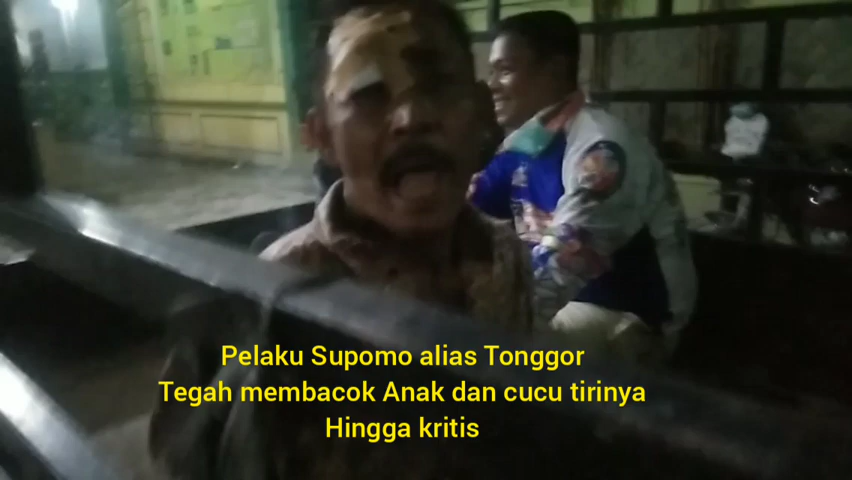 Pelaku Supomo alias Tonggor
Tegah membacok Anak dan cucu tirinya
Hingga kritis